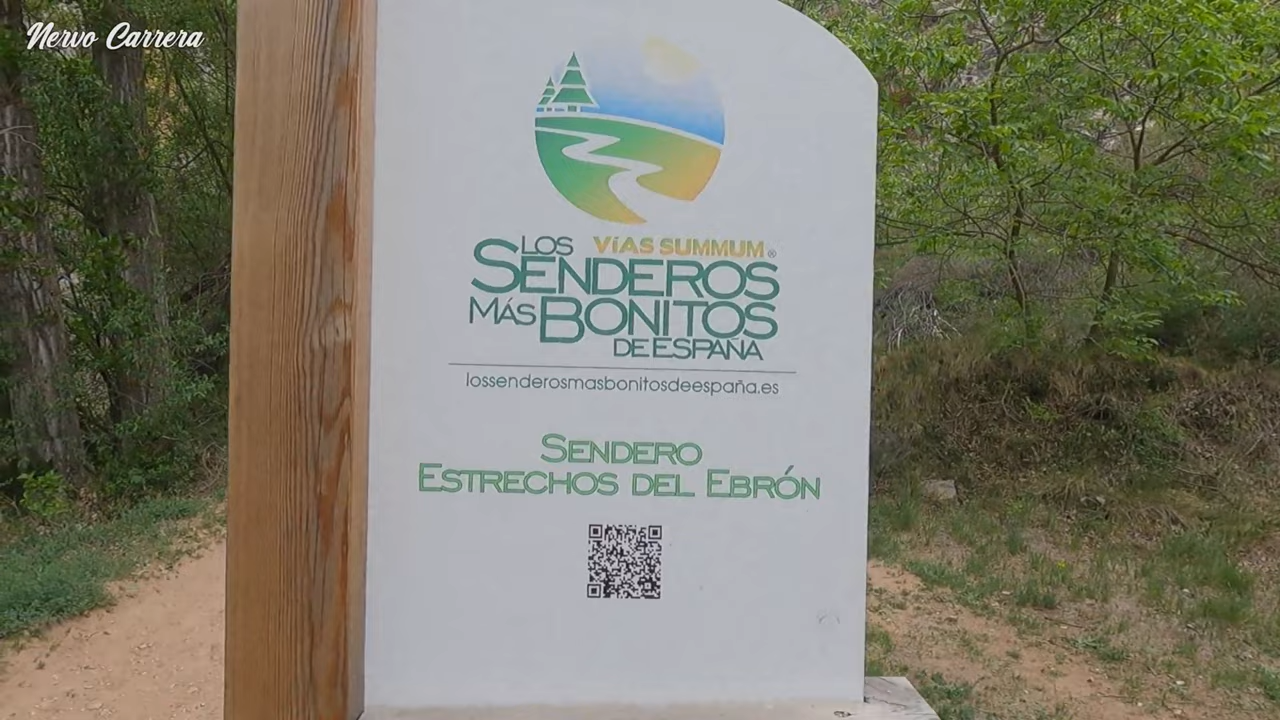 Nervo Carrera
LOS VíAS SUMMUM®
SENDEROS
MÁS BONITOS
DE ESPAÑA
lossenderosmasbonitosdeespaña.es
SENDERO
ESTRECHOS DEL EBRÓN